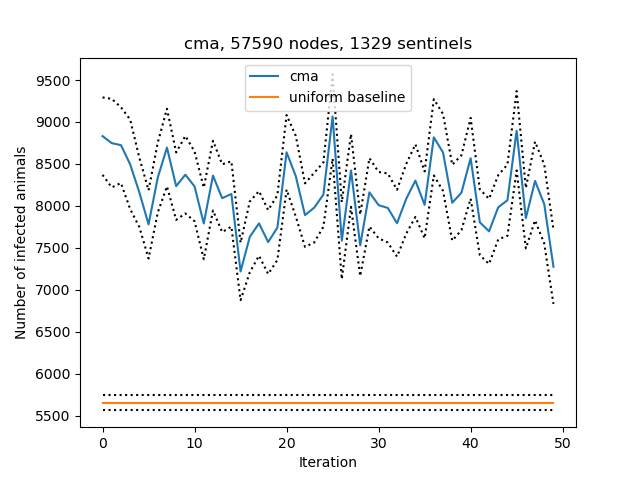 cma, 57590 nodes, 1329 sentinels
cma
uniform baseline
Number of infected animals
9500
9000
8500
8000
7500
7000
6500
6000
5500
0 10 20 30 40 50
Iteration